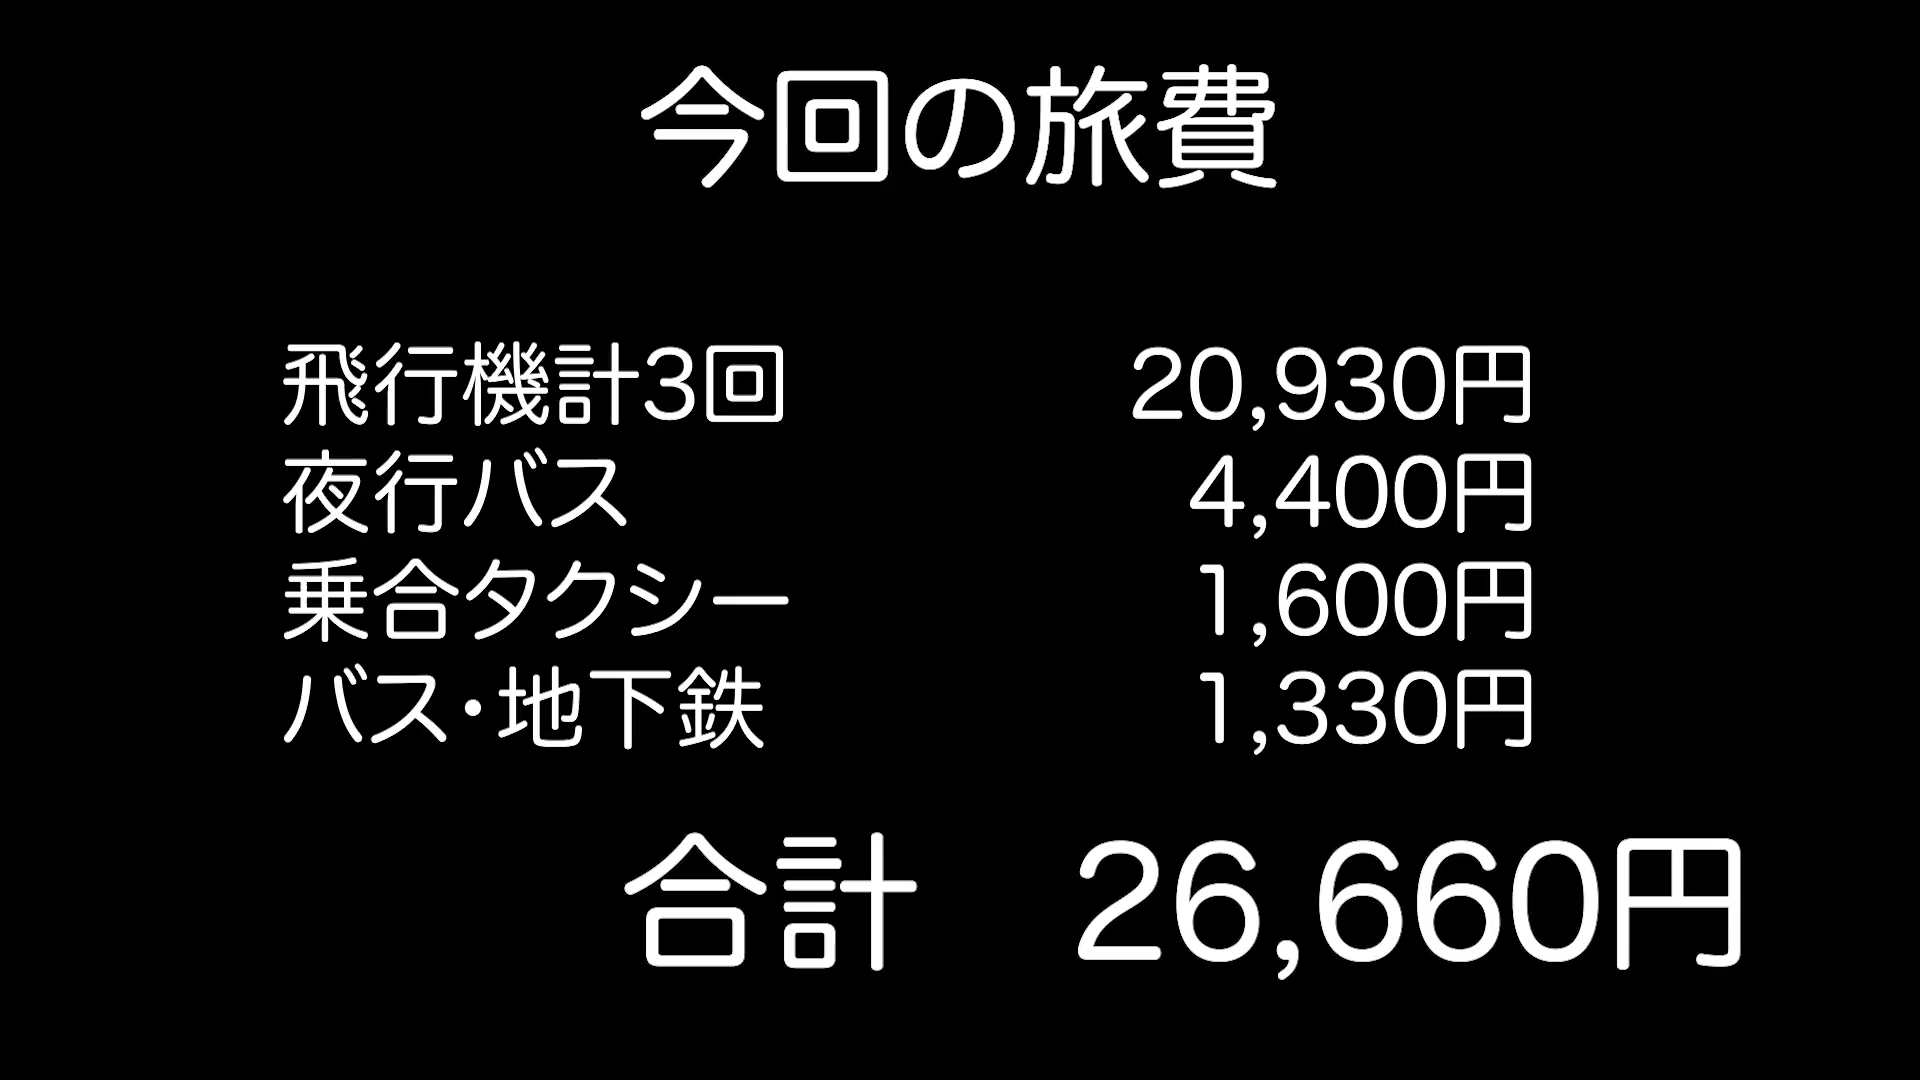 今回の旅費
飛行機計3回 20,930円
夜行バス 4,400円
乗合タクシー 1,600円
バス・地下鉄 1,330円
合計 26,660円